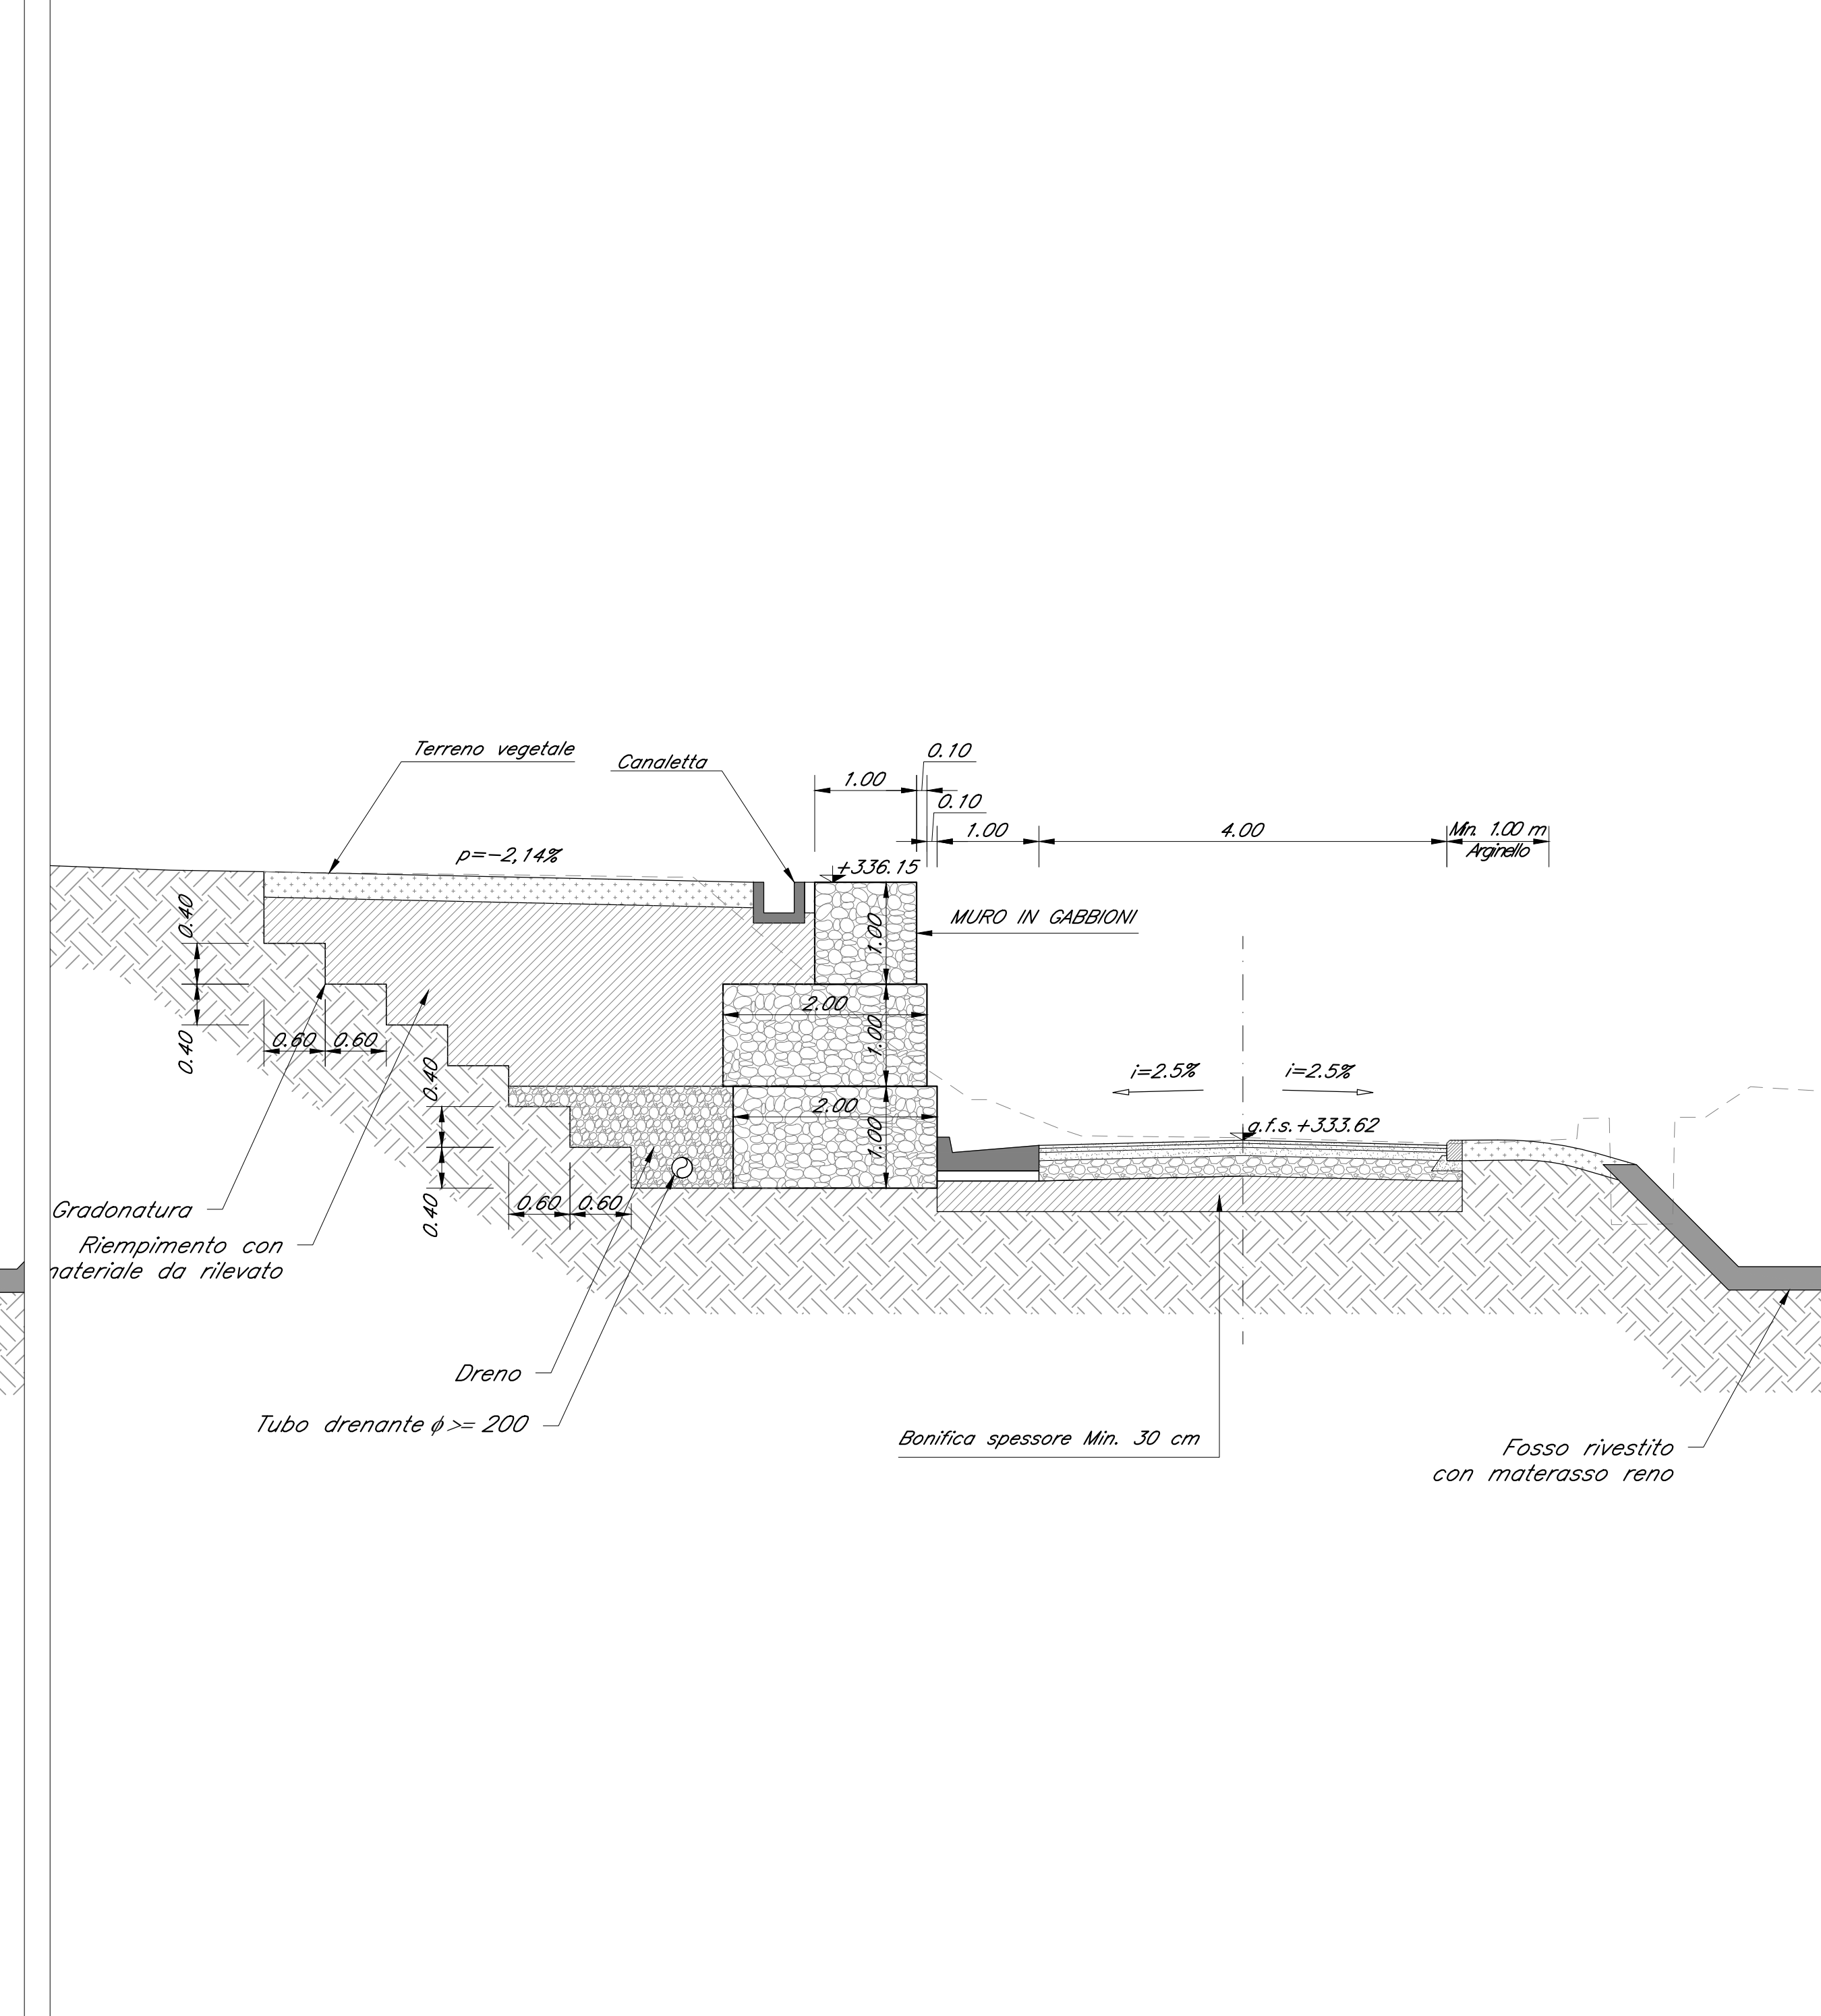 Terreno vegetale
Canaletta
0.10
1.00
0.10
1.00
4.00
Min. 1.00 m
Arginello
p=-2,14%
+336.15
MURO IN GABBIONI
0.40
0.40
1.00
2.00
1.00
0.60
0.60
0.40
0.40
2.00
1.00
i=2.5%
i=2.5%
q.f.s.+333.62
0.60
0.60
Gradonatura
Riempimento con
materiale da rilevato
Dreno
Tubo drenante ϕ>= 200
Bonifica spessore Min. 30 cm
Fosso rivestito
con materasso reno